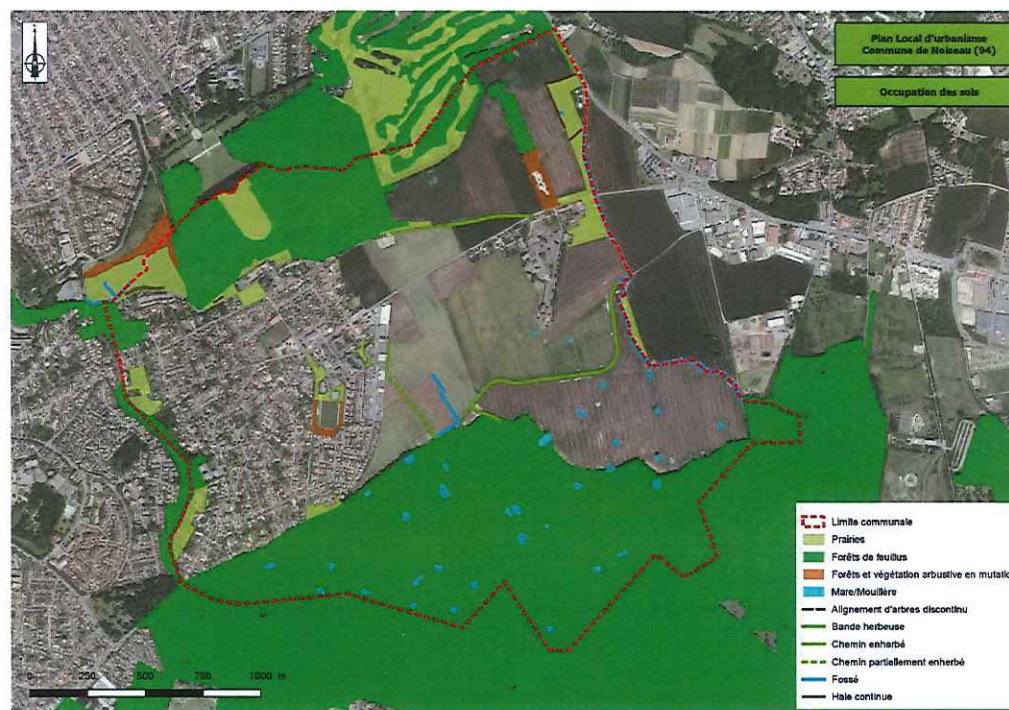 Plan Local d'urbanisme
Commune de Noiseau (94)
Occupation des sols
Limite communale
Prairies
Forêts de feuillus
Forêts et végétation arbustive en mutatio
Mare/Mouillère
Alignement d'arbres discontinu
Bande herbeuse
Chemin enherbé
Chemin partiellement enherbé
Fossé
Haie continue
0 250 500 750 1000 m